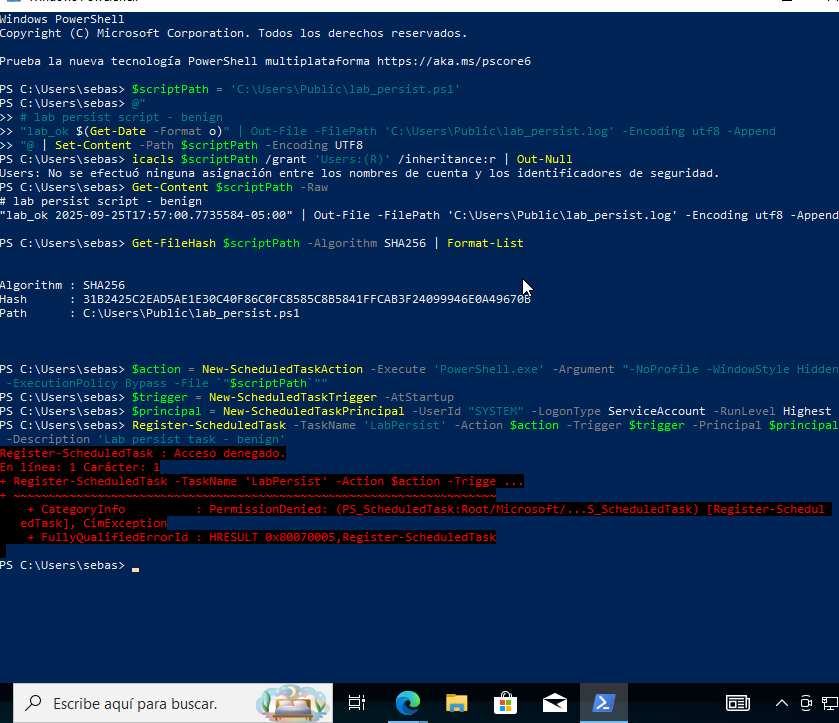 Windows PowerShell
Copyright (C) Microsoft Corporation. Todos los derechos reservados.
Prueba la nueva tecnología PowerShell multiplataforma https://aka.ms/pscore6
PS C:\Users\sebas> $scriptPath = 'C:\Users\Public\lab_persist.ps1'
PS C:\Users\sebas> @"
>> # lab persist script - benign
>> "lab_ok $(Get-Date -Format o)" | Out-File -FilePath 'C:\Users\Public\lab_persist.log' -Encoding utf8 -Append
>> "@ | Set-Content -Path $scriptPath -Encoding UTF8
PS C:\Users\sebas> icacls $scriptPath /grant 'Users:(R)' /inheritance:r | Out-Null
Users: No se efectuó ninguna asignación entre los nombres de cuenta y los identificadores de seguridad.
PS C:\Users\sebas> Get-Content $scriptPath -Raw
# lab persist script - benign
"lab_ok 2025-09-25T17:57:00.7735584-05:00" | Out-File -FilePath 'C:\Users\Public\lab_persist.log' -Encoding utf8 -Append
PS C:\Users\sebas> Get-FileHash $scriptPath -Algorithm SHA256 | Format-List
Algorithm : SHA256
Hash      : 31B2425C2EAD5AE1E30C40F86C0FC8585C8B5841FFCAB3F24099946E0A49670B
Path      : C:\Users\Public\lab_persist.ps1
PS C:\Users\sebas> $action = New-ScheduledTaskAction -Execute 'PowerShell.exe' -Argument "-NoProfile -WindowStyle Hidden
-ExecutionPolicy Bypass -File `"$scriptPath`""
PS C:\Users\sebas> $trigger = New-ScheduledTaskTrigger -AtStartup
PS C:\Users\sebas> $principal = New-ScheduledTaskPrincipal -UserId "SYSTEM" -LogonType ServiceAccount -RunLevel Highest
PS C:\Users\sebas> Register-ScheduledTask -TaskName 'LabPersist' -Action $action -Trigger $trigger -Principal $principal
-Description 'Lab persist task - benign'
Register-ScheduledTask : Acceso denegado.
En línea: 1 Carácter: 1
+ Register-ScheduledTask -TaskName 'LabPersist' -Action $action -Trigge ...
+ ~~~~~~~~~~~~~~~~~~~~~~~~~~~~~~~~~~~~~~~~~~~~~~~~~~~~~~~~~~~~~~~~~
+ CategoryInfo          : PermissionDenied: (PS_ScheduledTask:Root/Microsoft/...S_ScheduledTask) [Register-Schedul
edTask], CimException
+ FullyQualifiedErrorId : HRESULT 0x80070005,Register-ScheduledTask
PS C:\Users\sebas>
Escribe aquí para buscar.